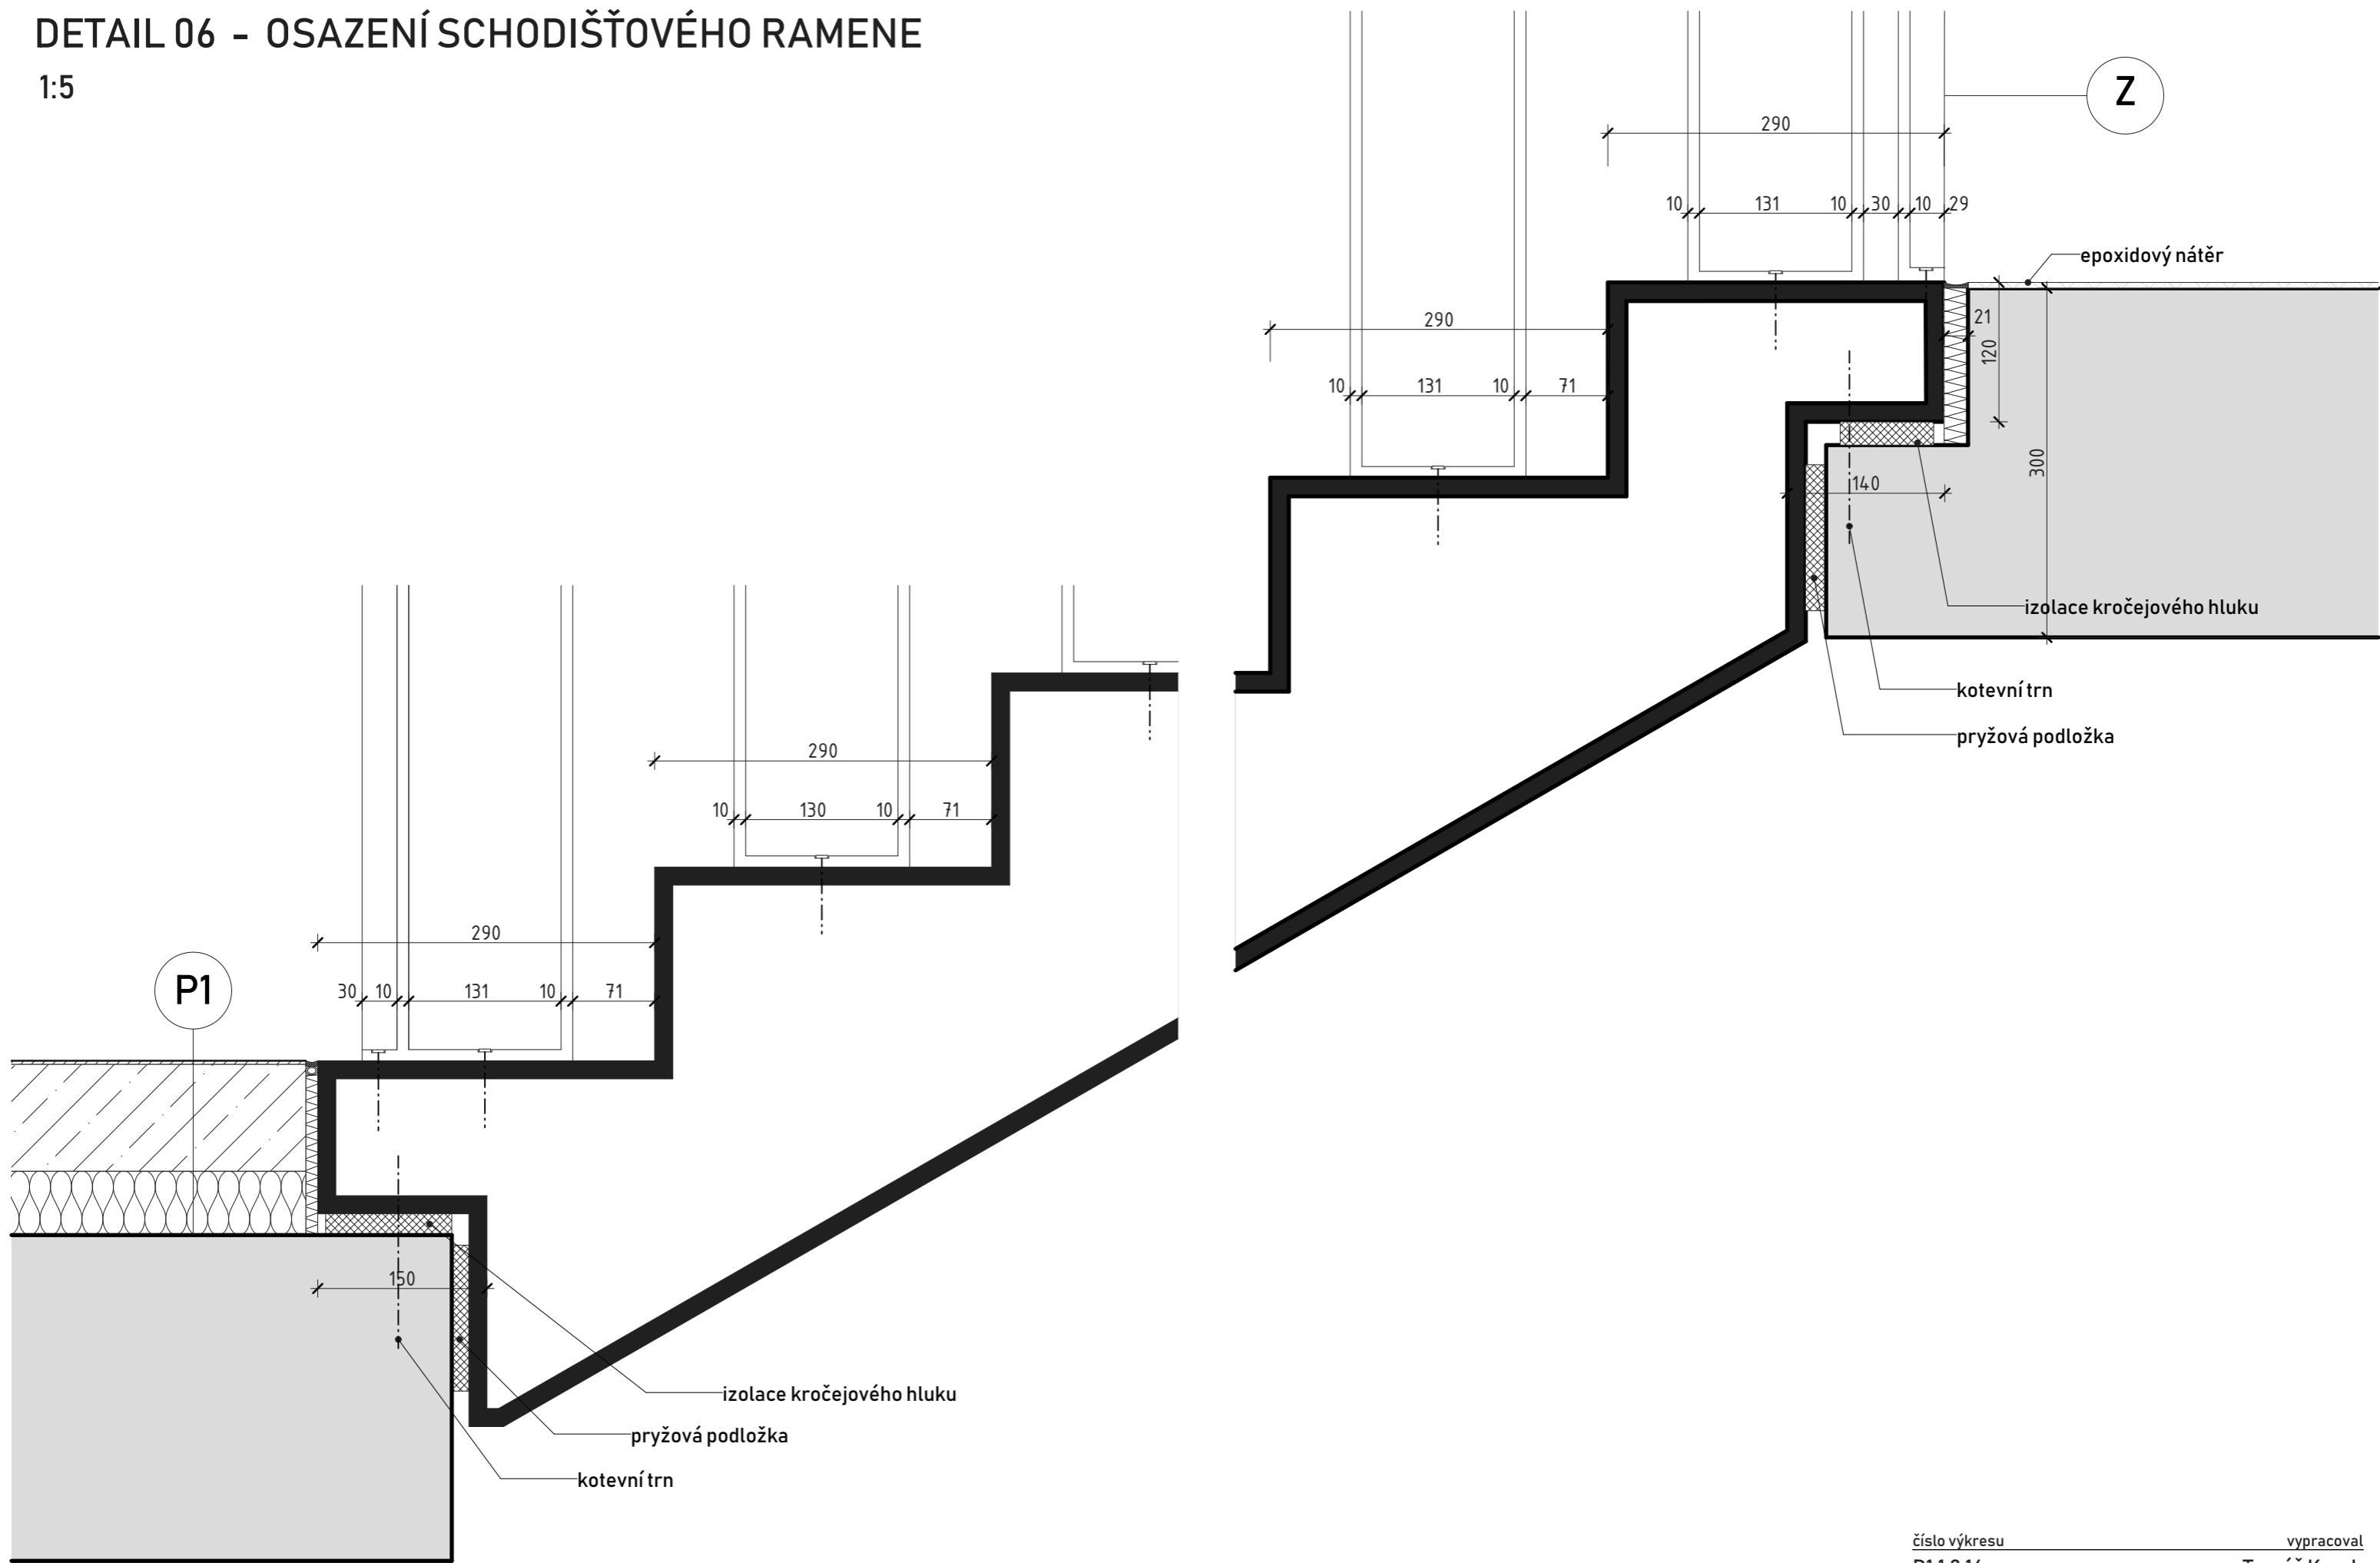 DETAIL 06 - OSAZENÍ SCHODIŠŤOVÉHO RAMENE
1:5
Z
290
10 131 10 30 10 29
epoxidový nátěr
290
21
120
10 131 10 71
300
140
izolace kročejového hluku
kotevní trn
pryžová podložka
290
10 130 10 71
290
P1
30 10 131 10 71
150
izolace kročejového hluku
pryžová podložka
kotevní trn
číslo výkresu vypracoval